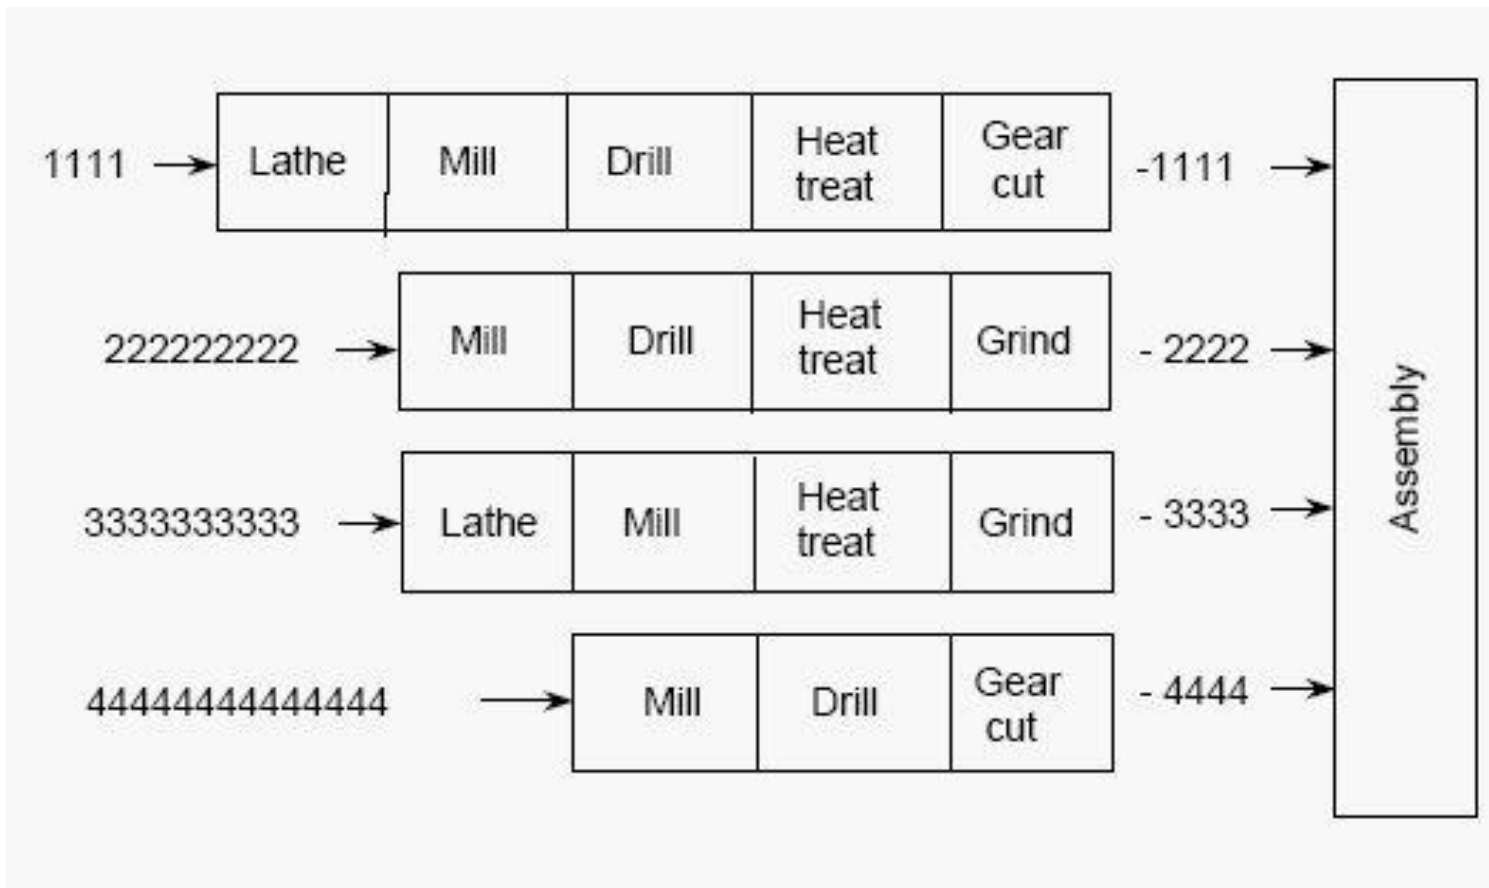 1111 Lathe Mill Drill Heat treat Gear cut -1111
222222222 Mill Drill Heat treat Grind - 2222
3333333333 Lathe Mill Heat treat Grind - 3333
44444444444444 Mill Drill Gear cut - 4444
Assembly